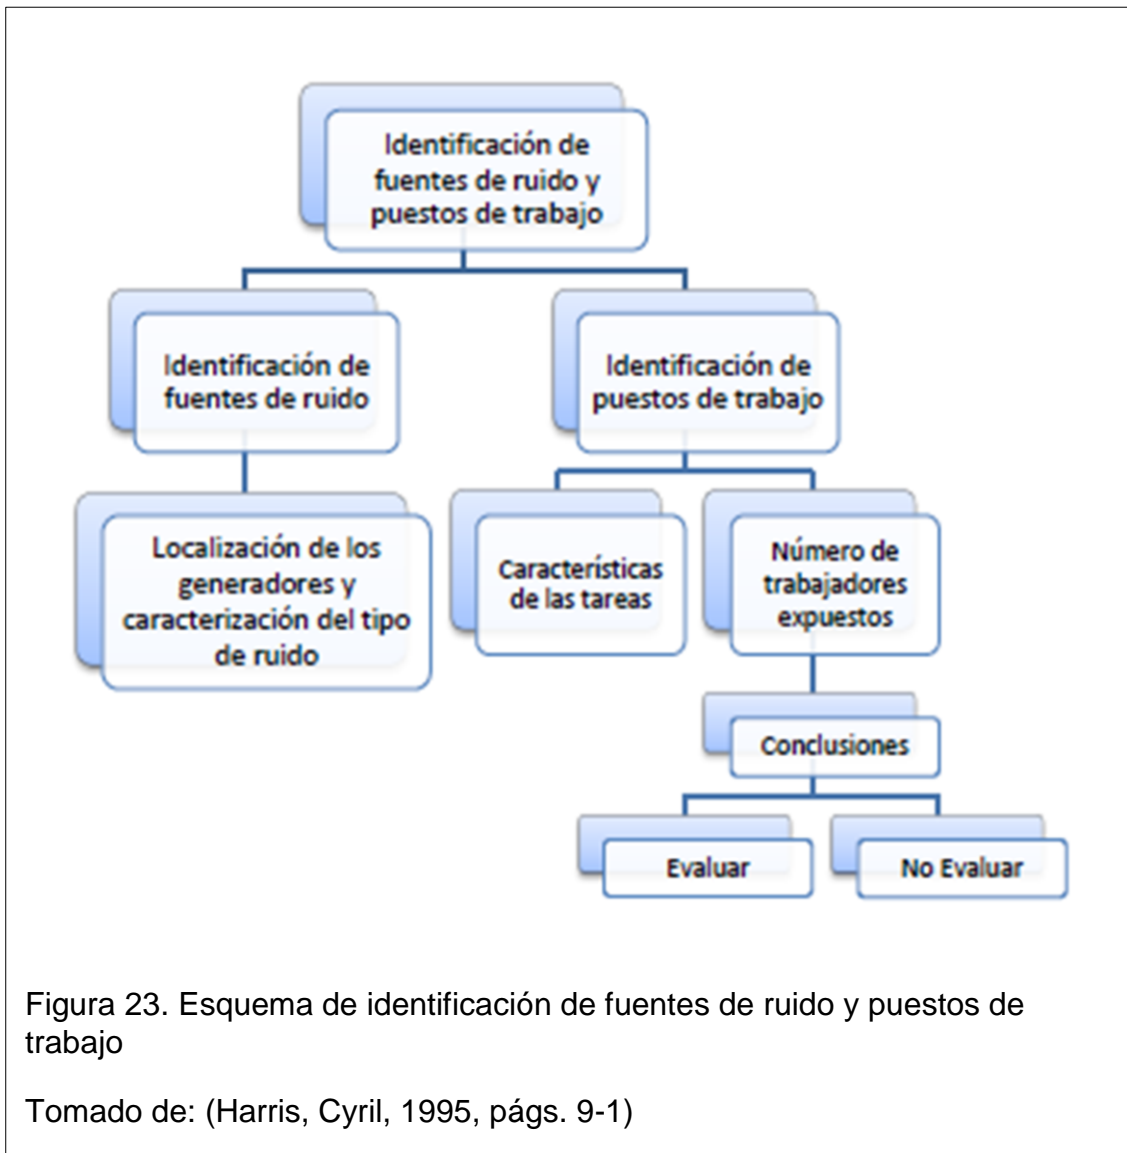 Identificación de
fuentes de ruido y
puestos de trabajo
Identificación de
fuentes de ruido
Identificación de
puestos de trabajo
Localización de los
generadores y
caracterización del tipo
de ruido
Características
de las tareas
Número de
trabajadores
expuestos
Conclusiones
Evaluar
No Evaluar
Figura 23. Esquema de identificación de fuentes de ruido y puestos de
trabajo
Tomado de: (Harris, Cyril, 1995, págs. 9-1)